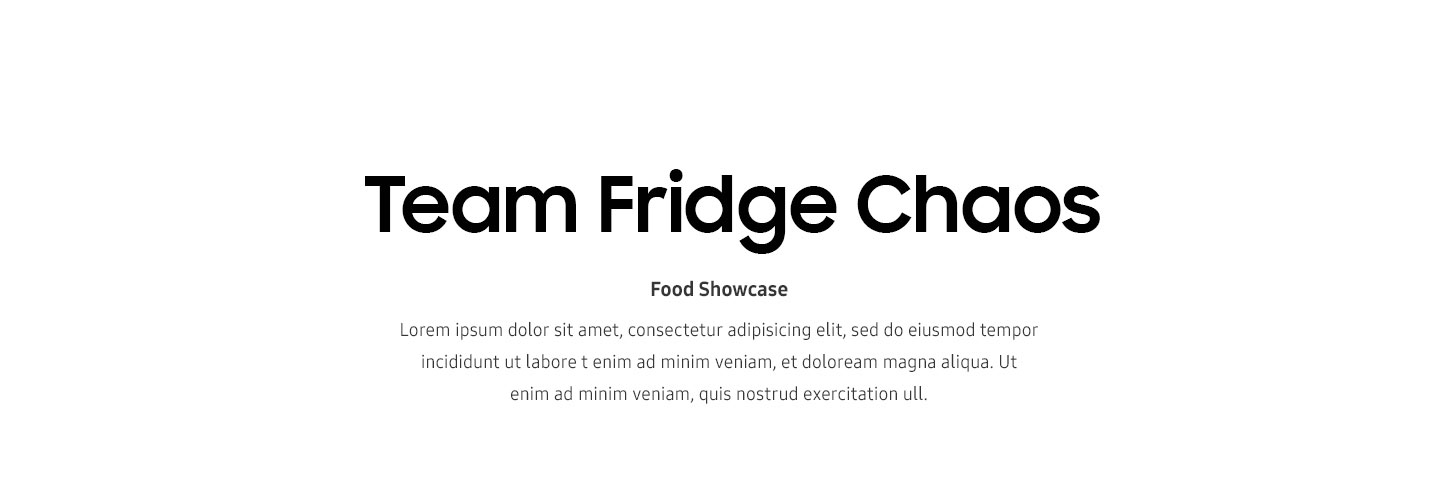 Team Fridge Chaos
Food Showcase
Lorem ipsum dolor sit amet, consectetur adipisicing elit, sed do eiusmod tempor
incididunt ut labore t enim ad minim veniam, et doloream magna aliqua. Ut
enim ad minim veniam, quis nostrud exercitation ull.